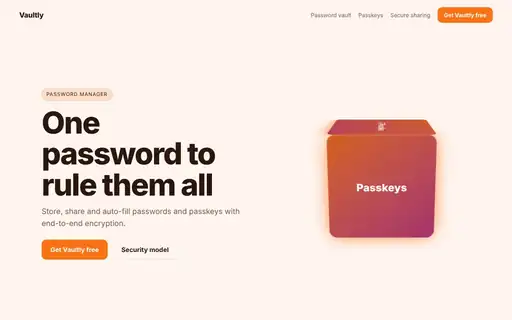 Vaultly
Password vault
Passkeys
Secure sharing
Get Vaultly free
PASSWORD MANAGER
One
password to
rule them all
Store, share and auto-fill passwords and passkeys with
end-to-end encryption.
Get Vaultly free
Security model
Passkeys